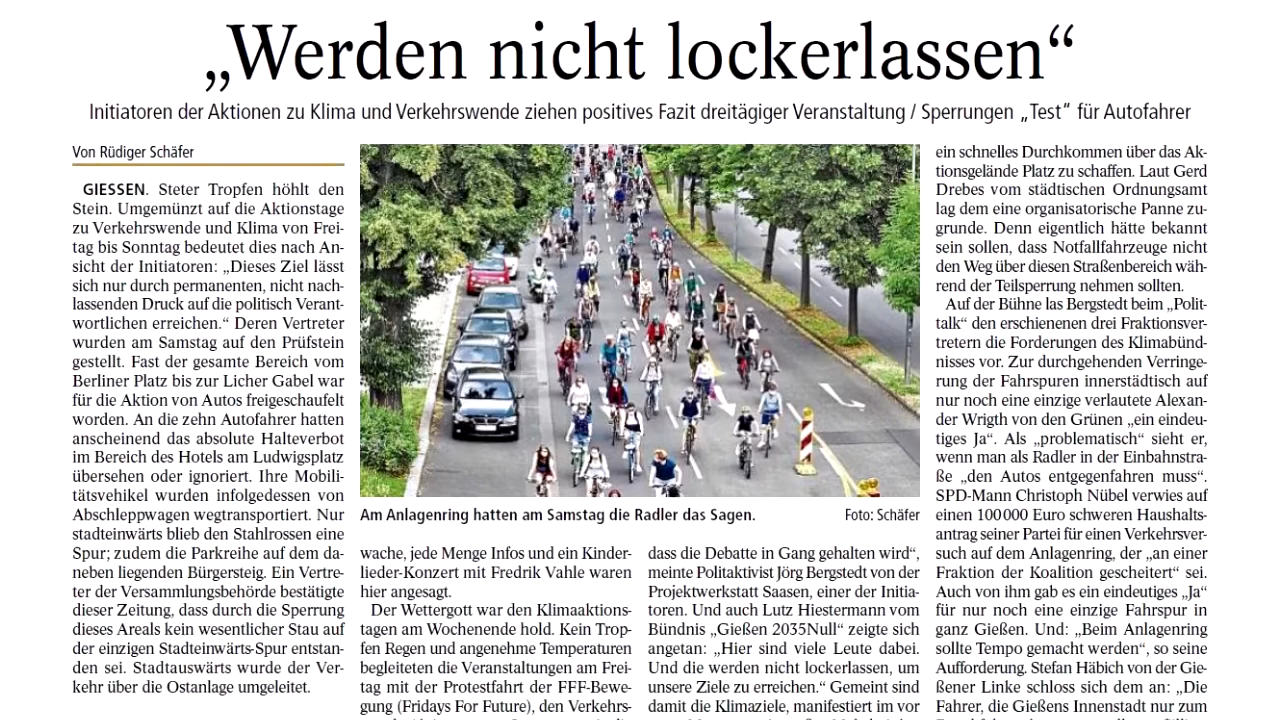 „Werden nicht lockerlassen“
Initiatoren der Aktionen zu Klima und Verkehrswende ziehen positives Fazit dreitägiger Veranstaltung / Sperrungen „Test“ für Autofahrer
Von Rüdiger Schäfer
GIESSEN. Steter Tropfen höhlt den
Stein. Umgemünzt auf die Aktionstage
zu Verkehrswende und Klima von Frei-
tag bis Sonntag bedeutet dies nach An-
sicht der Initiatoren: „Dieses Ziel lässt
sich nur durch permanenten, nicht nach-
lassenden Druck auf die politisch Verant-
wortlichen erreichen.“ Deren Vertreter
wurden am Samstag auf den Prüfstein
gestellt. Fast der gesamte Bereich vom
Berliner Platz bis zur Licher Gabel war
für die Aktion von Autos freigeschaufelt
worden. An die zehn Autofahrer hatten
anscheinend das absolute Halteverbot
im Bereich des Hotels am Ludwigsplatz
übersehen oder ignoriert. Ihre Mobili-
tätsvehikel wurden infolgedessen von
Abschleppwagen wegtransportiert. Nur
stadteinwärts blieb den Stahlrossen eine
Spur; zudem die Parkreihe auf dem da-
neben liegenden Bürgersteig. Ein Vertre-
ter der Versammlungsbehörde bestätigte
dieser Zeitung, dass durch die Sperrung
dieses Areals kein wesentlicher Stau auf
der einzigen Stadteinwärts-Spur entstan-
den sei. Stadtauswärts wurde der Ver-
kehr über die Ostanlage umgeleitet.
Am Anlagenring hatten am Samstag die Radler das Sagen.
Foto: Schäfer
wache, jede Menge Infos und ein Kinder-
lieder-Konzert mit Fredrik Vahle waren
hier angesagt.
Der Wettergott war den Klimaaktions-
tagen am Wochenende hold. Kein Trop-
fen Regen und angenehme Temperaturen
begleiteten die Veranstaltungen am Frei-
tag mit der Protestfahrt der FFF-Bewe-
gung (Fridays For Future), den Verkehrs-
dass die Debatte in Gang gehalten wird“,
meinte Politaktivist Jörg Bergstedt von der
Projektwerkstatt Saasen, einer der Initia-
toren. Und auch Lutz Hiestermann vom
Bündnis „Gießen 2035Null“ zeigte sich
angetan: „Hier sind viele Leute dabei.
Und die werden nicht lockerlassen, um
unsere Ziele zu erreichen.“ Gemeint sind
damit die Klimaziele, manifestiert im vor
ein schnelles Durchkommen über das Ak-
tionsgelände Platz zu schaffen. Laut Gerd
Drebes vom städtischen Ordnungsamt
lag dem eine organisatorische Panne zu-
grunde. Denn eigentlich hätte bekannt
sein sollen, dass Notfallfahrzeuge nicht
den Weg über diesen Straßenbereich wäh-
rend der Teilsperrung nehmen sollten.
Auf der Bühne las Bergstedt beim „Polit-
talk“ den erschienenen drei Fraktionsver-
tretern die Forderungen des Klimabünd-
nisses vor. Zur durchgehenden Verringe-
rung der Fahrspuren innerstädtisch auf
nur noch eine einzige verlautete Alexan-
der Wrigth von den Grünen „ein eindeu-
tiges Ja“. Als „problematisch“ sieht er,
wenn man als Radler in der Einbahnstra-
ße „den Autos entgegenfahren muss“.
SPD-Mann Christoph Nübel verwies auf
einen 100000 Euro schweren Haushalts-
antrag seiner Partei für einen Verkehrsver-
such auf dem Anlagenring, der „an einer
Fraktion der Koalition gescheitert“ sei.
Auch von ihm gab es ein eindeutiges „Ja“
für nur noch eine einzige Fahrspur in
ganz Gießen. Und: „Beim Anlagenring
sollte Tempo gemacht werden“, so seine
Aufforderung. Stefan Häbich von der Gie-
ßener Linke schloss sich dem an: „Die
Fahrer, die Gießens Innenstadt nur zum